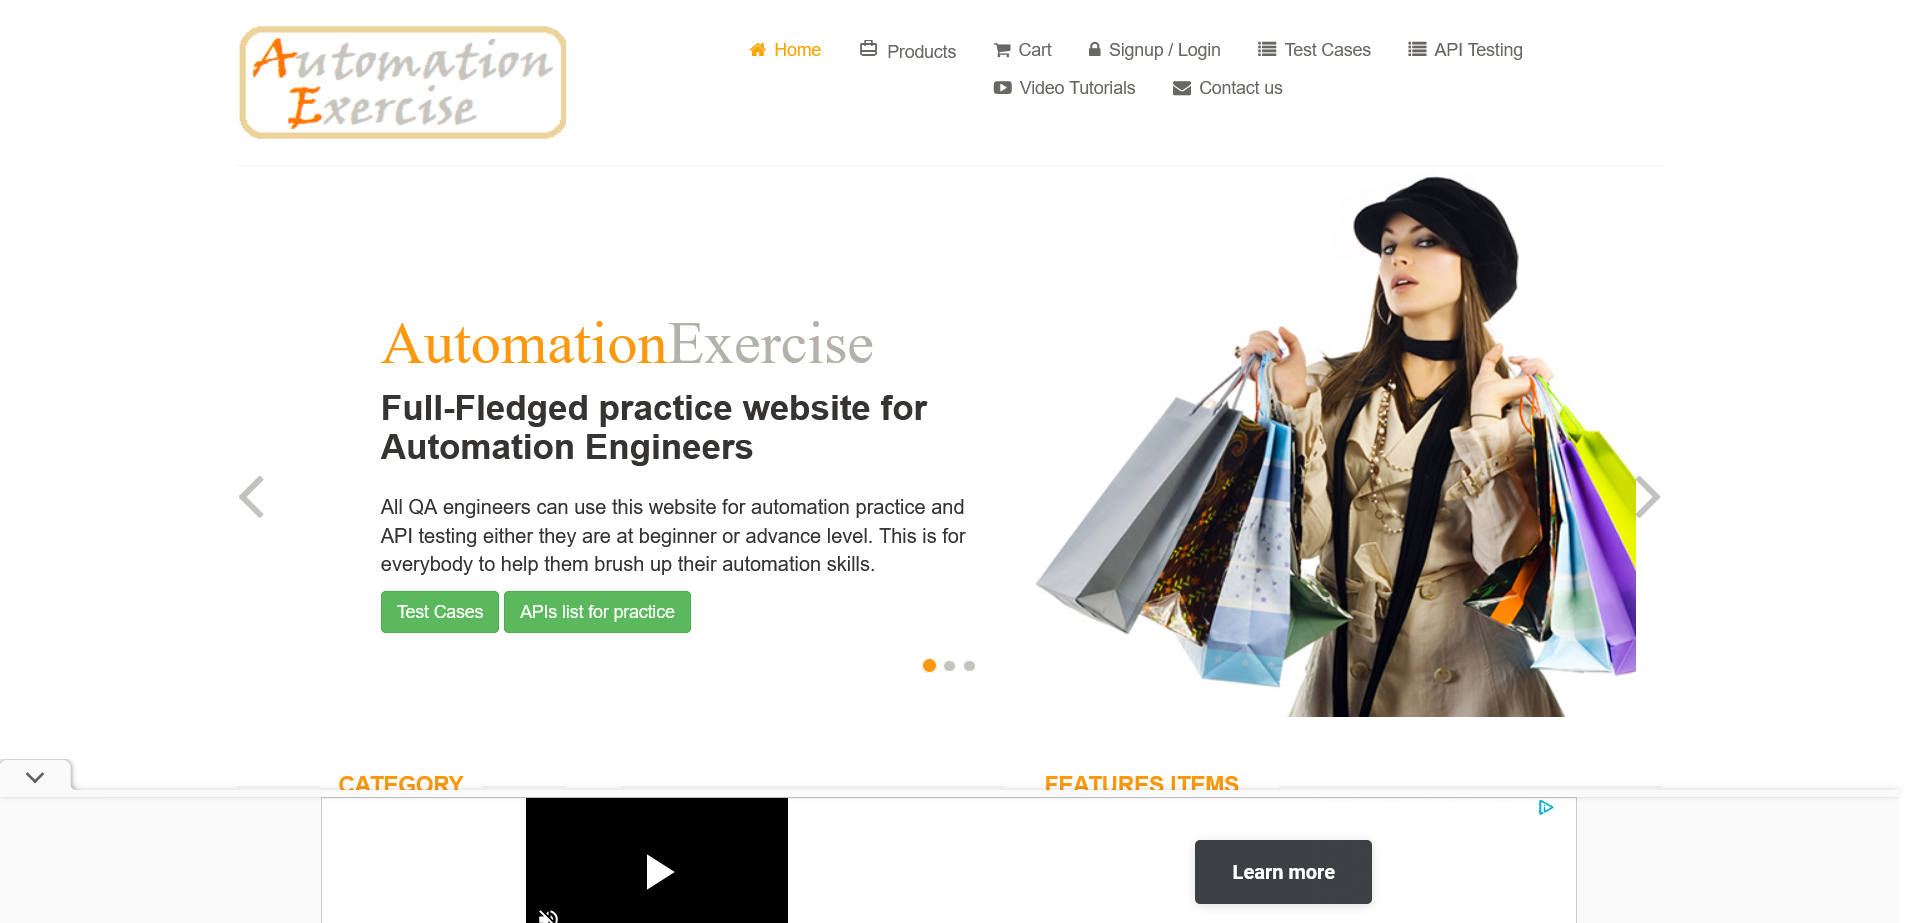 Automation
Exercise
Home
Products
Cart
Signup / Login
Test Cases
API Testing
Video Tutorials
Contact us
AutomationExercise
Full-Fledged practice website for
Automation Engineers
All QA engineers can use this website for automation practice and
API testing either they are at beginner or advance level. This is for
everybody to help them brush up their automation skills.
Test Cases
APIs list for practice
CATEGORY
FEATURES ITEMS
Learn more